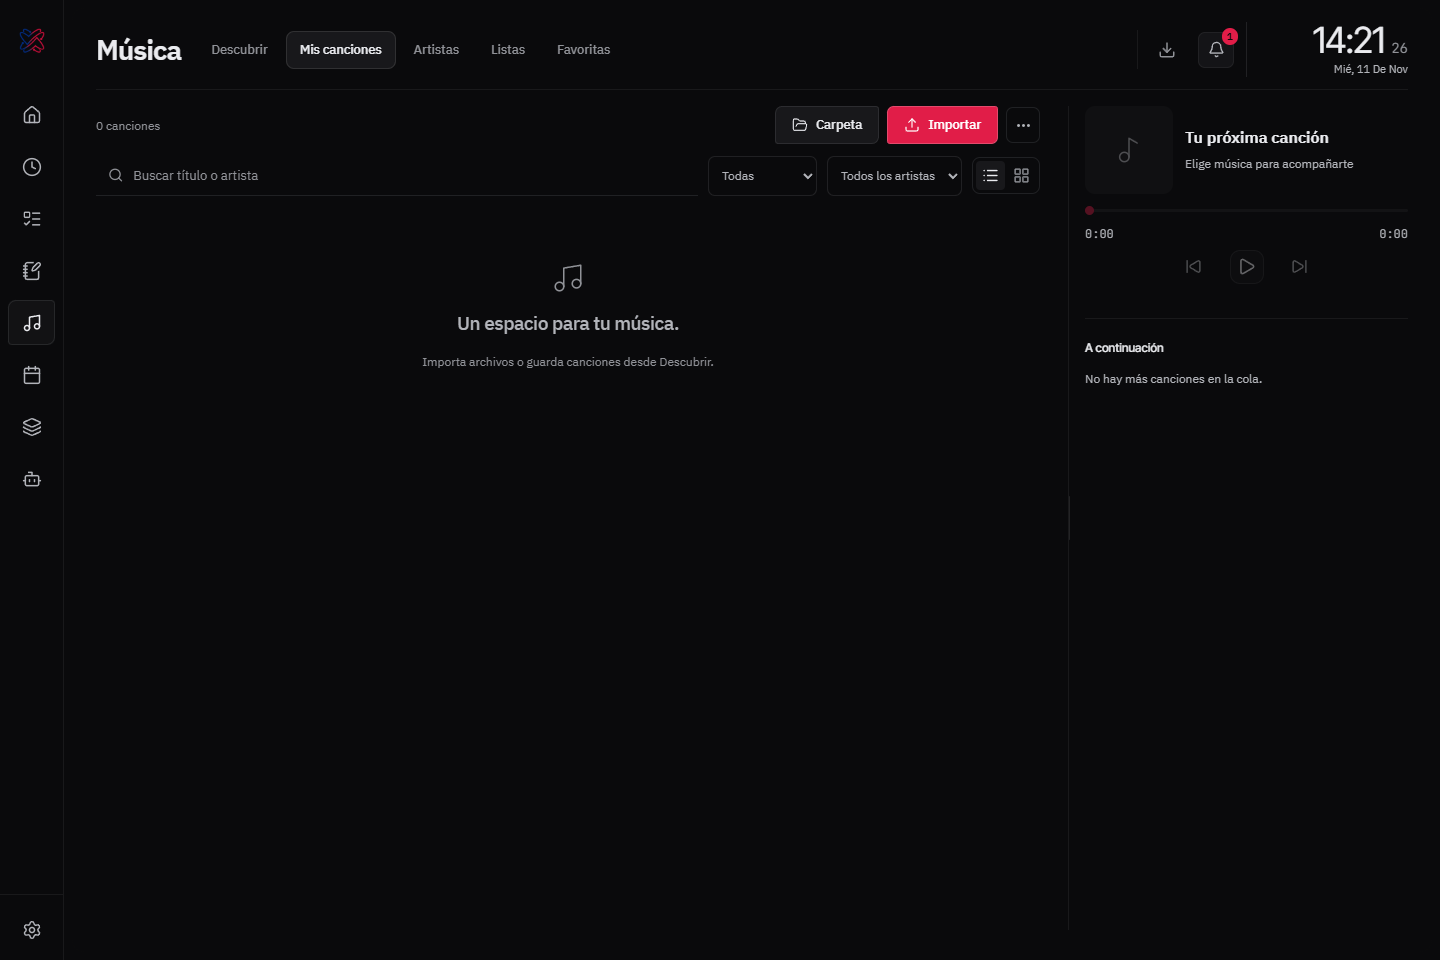 Música
Descubrir
Mis canciones
Artistas
Listas
Favoritas
1
14:21 26
Mié, 11 De Nov
0 canciones
Carpeta
Importar
Buscar título o artista
Todas
Todos los artistas
Un espacio para tu música.
Importa archivos o guarda canciones desde Descubrir.
Tu próxima canción
Elige música para acompañarte
0:00
0:00
A continuación
No hay más canciones en la cola.